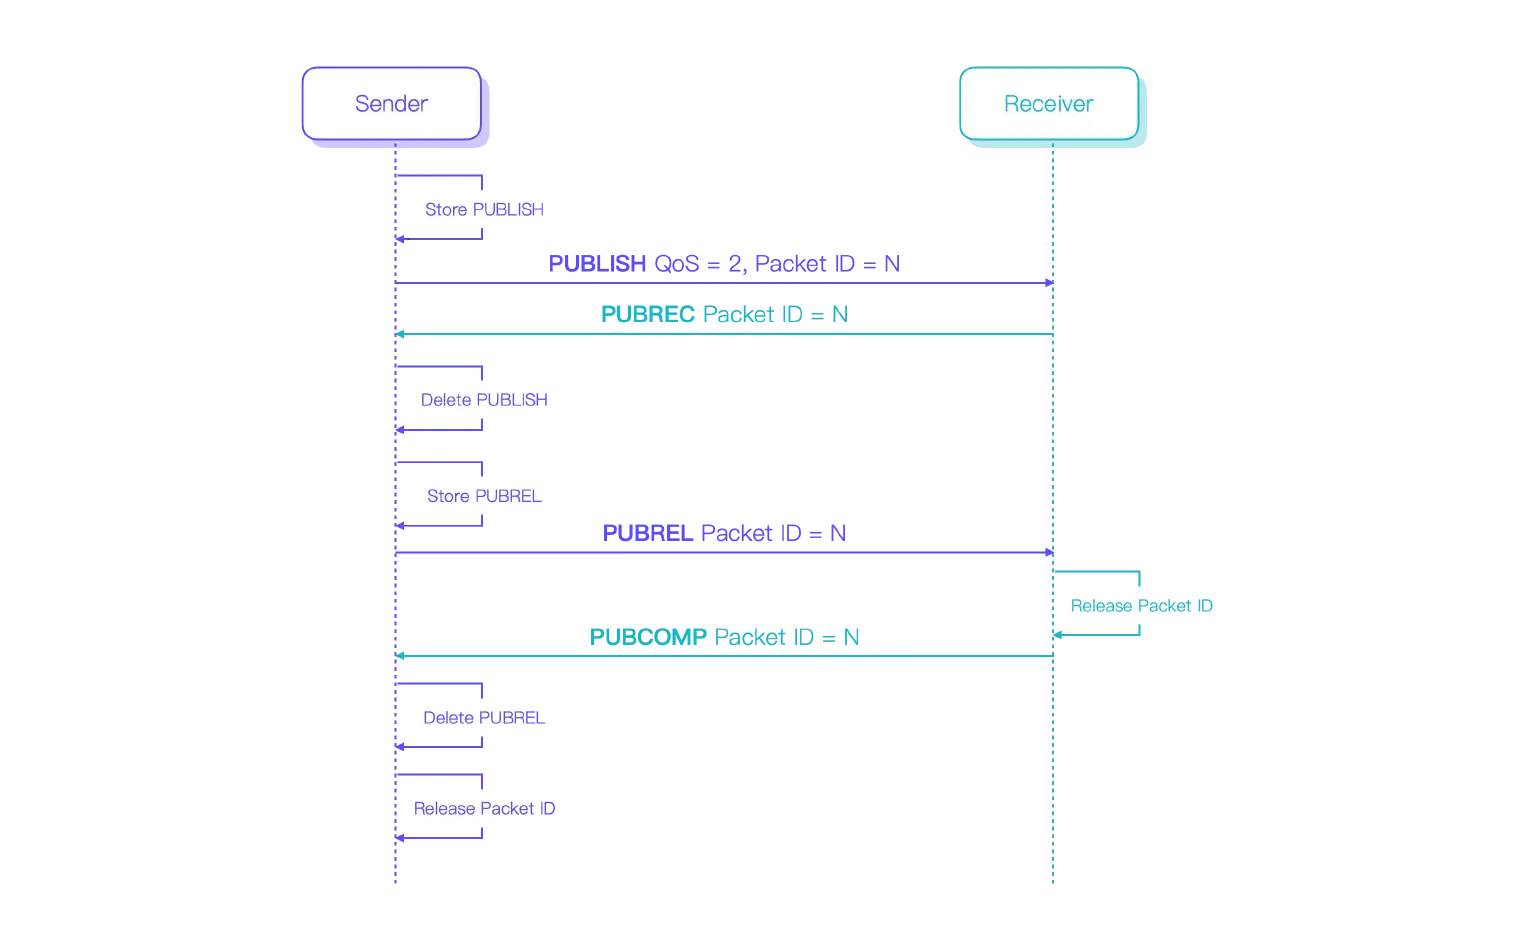 Sender
Receiver
Store PUBLISH
PUBLISH QoS = 2, Packet ID = N
PUBREC Packet ID = N
Delete PUBLISH
Store PUBREL
PUBREL Packet ID = N
Release Packet ID
PUBCOMP Packet ID = N
Delete PUBREL
Release Packet ID